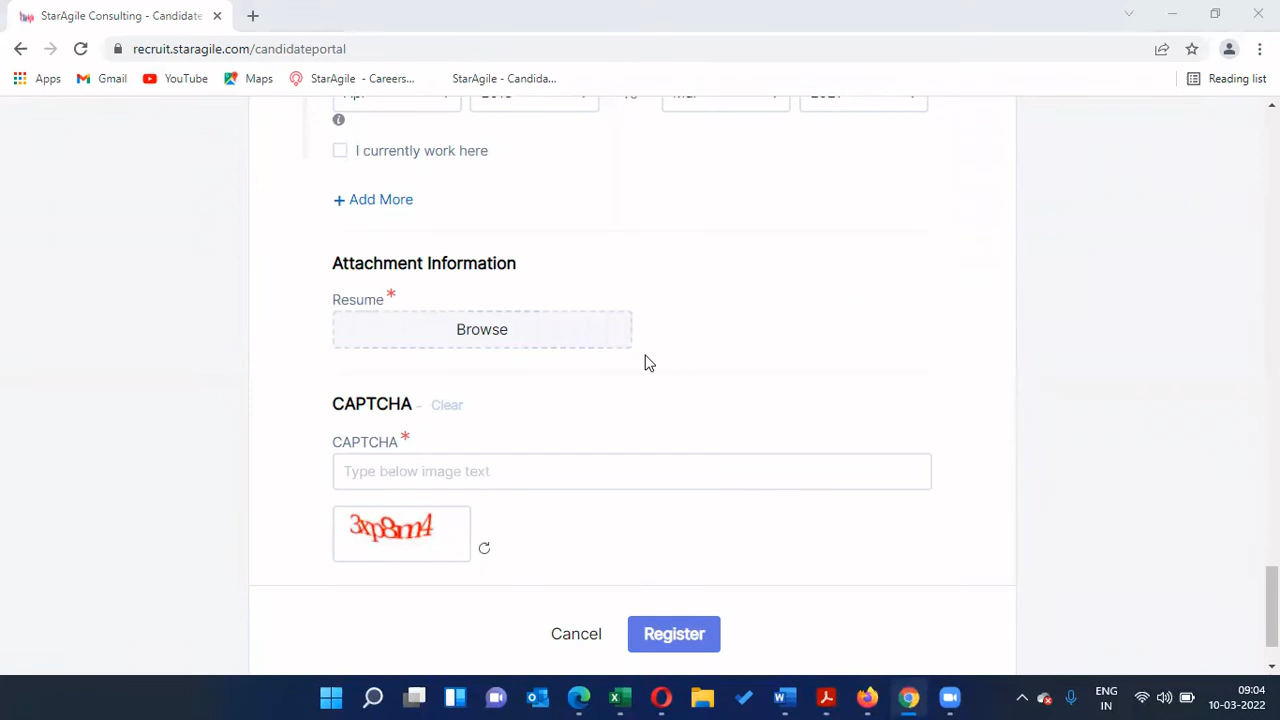 StarAgile Consulting - Candidate
recruit.staragile.com/candidateportal
Apps
Gmail
YouTube
Maps
StarAgile - Careers...
StarAgile - Candida...
Reading list
I currently work here
+ Add More
Attachment Information
Resume *
Browse
CAPTCHA - Clear
CAPTCHA *
Type below image text
3xp8m4
Cancel
Register
ENG
IN
09:04
10-03-2022